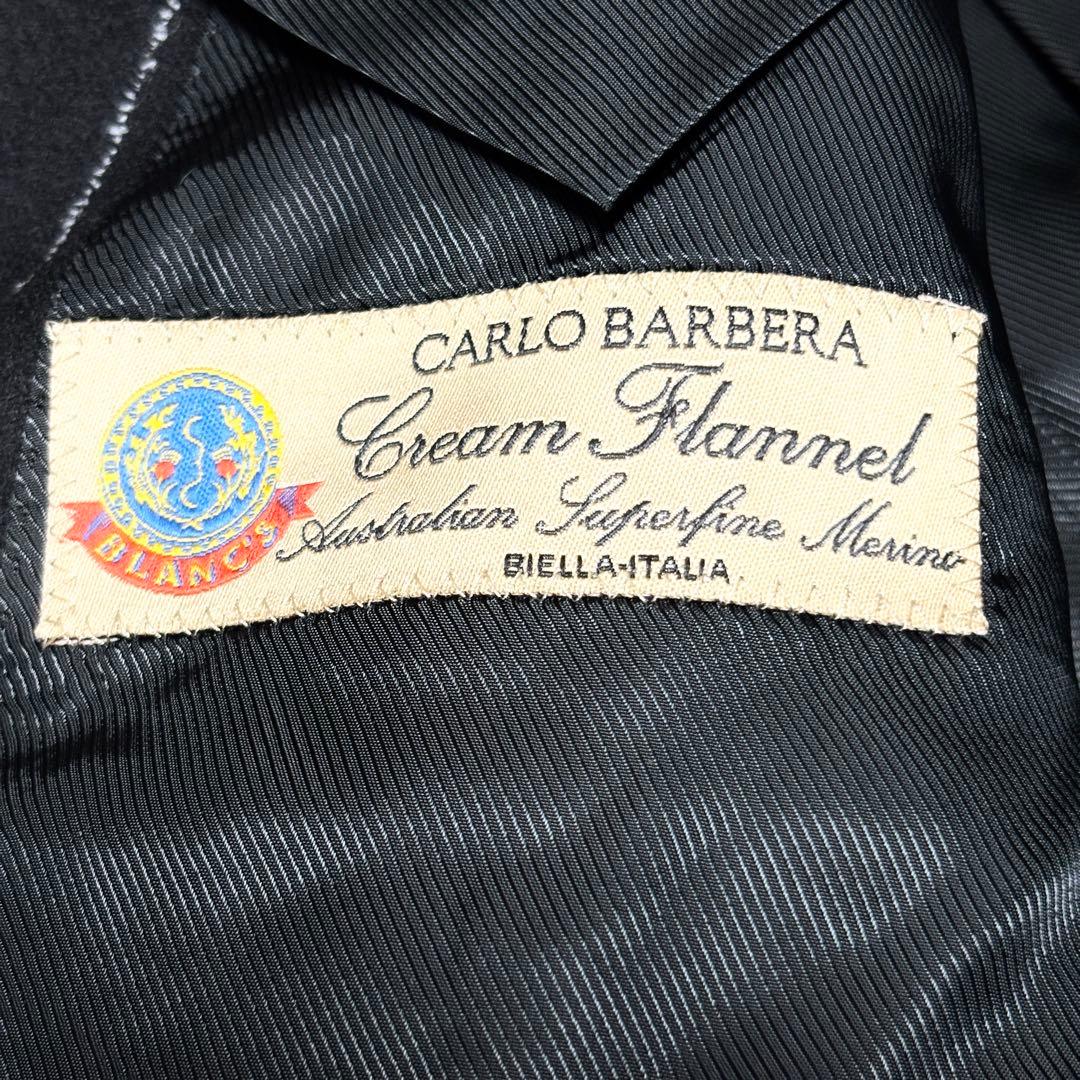 CARLO BARBERA
Cream Flannel
Australian Superfine Merino
BIELLA-ITALIA
BLANC'S